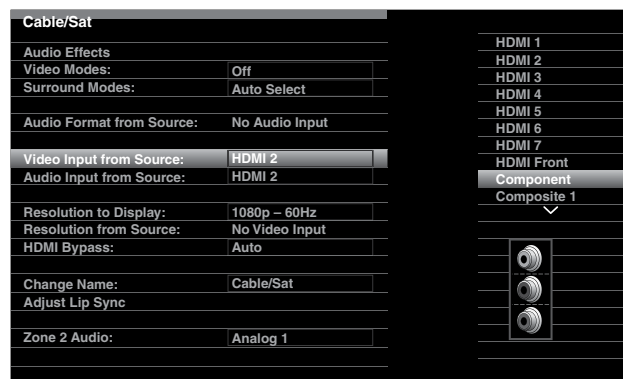 Cable/Sat
Audio Effects
Video Modes: Off
Surround Modes: Auto Select
Audio Format from Source: No Audio Input
Video Input from Source: HDMI 2
Audio Input from Source: HDMI 2
Resolution to Display: 1080p – 60Hz
Resolution from Source: No Video Input
HDMI Bypass: Auto
Change Name: Cable/Sat
Adjust Lip Sync
Zone 2 Audio: Analog 1
HDMI 1
HDMI 2
HDMI 3
HDMI 4
HDMI 5
HDMI 6
HDMI 7
HDMI Front
Component
Composite 1